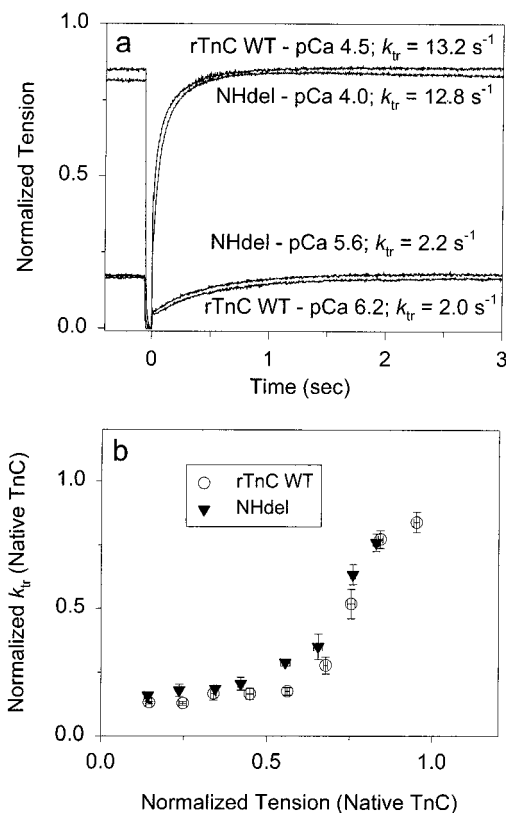 a
rTnC WT - pCa 4.5; ktr = 13.2 s-1
NHdel - pCa 4.0; ktr = 12.8 s-1
NHdel - pCa 5.6; ktr = 2.2 s-1
rTnC WT - pCa 6.2; ktr = 2.0 s-1
1.0
0.5
0.0
Normalized Tension
0 1 2 3
Time (sec)
b
rTnC WT
NHdel
1.0
0.5
0.0
Normalized ktr (Native TnC)
0.0 0.5 1.0
Normalized Tension (Native TnC)